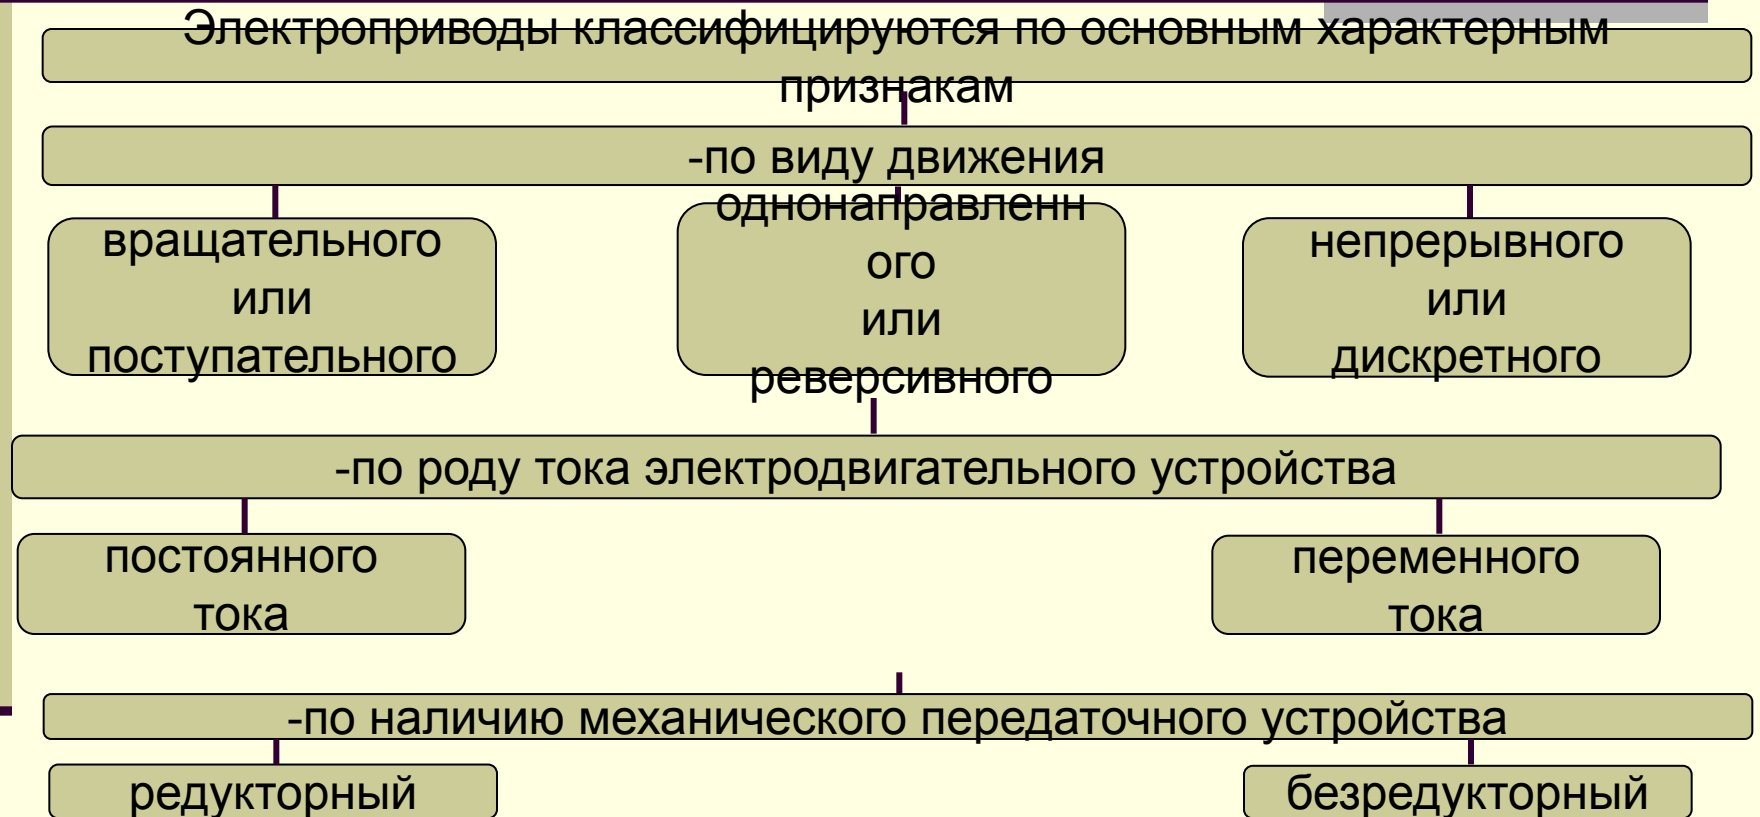 Электроприводы классифицируются по основным характерным
признакам
-по виду движения
вращательного
или
поступательного
однонаправленн
ого
или
реверсивного
непрерывного
или
дискретного
-по роду тока электродвигательного устройства
постоянного
тока
переменного
тока
-по наличию механического передаточного устройства
редукторный
безредукторный